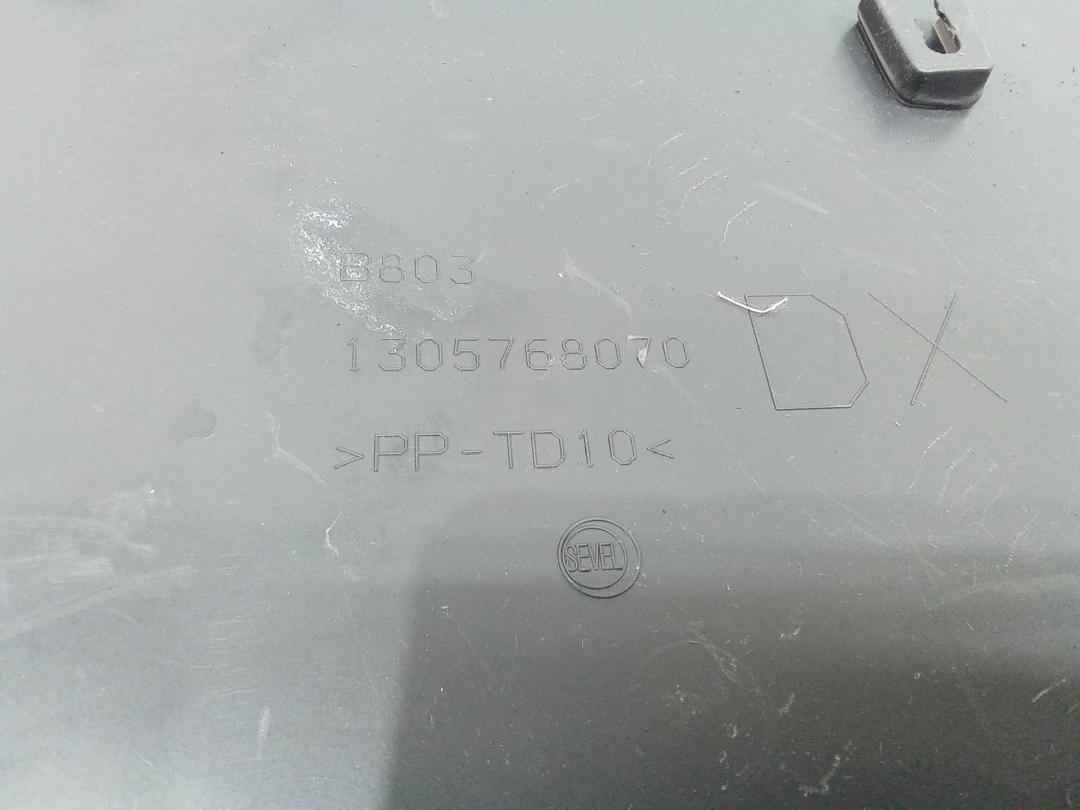 B803
1305768070
DX
>PP-TD10<
SEVEL